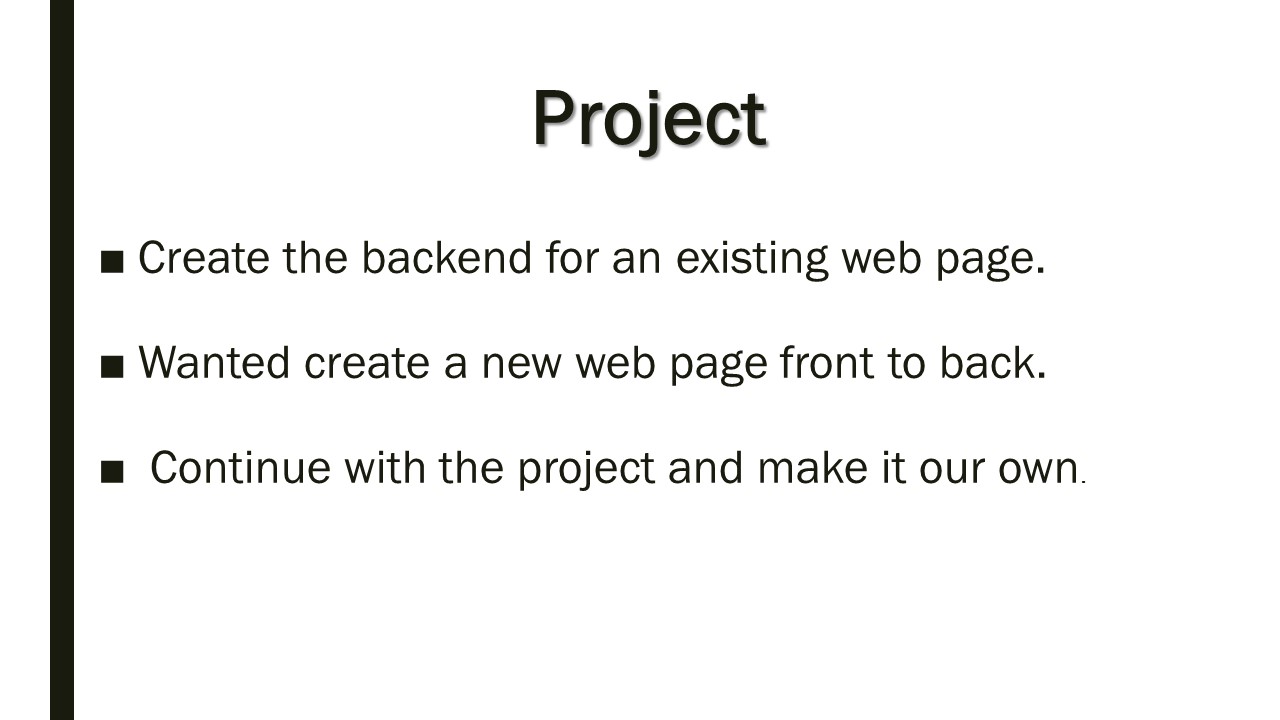 Project
■ Create the backend for an existing web page.
■ Wanted create a new web page front to back.
■ Continue with the project and make it our own.